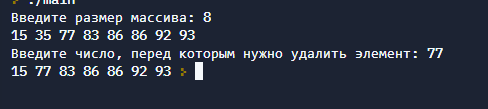 ./main
Введите размер массива: 8
15 35 77 83 86 86 92 93
Введите число, перед которым нужно удалить элемент: 77
15 77 83 86 86 92 93